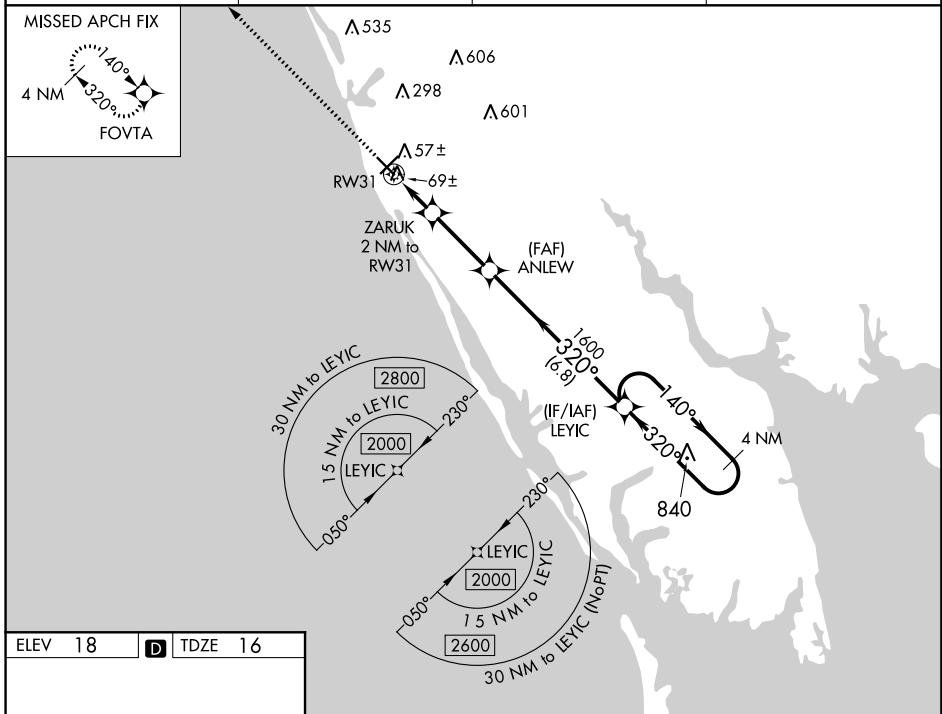 MISSED APCH FIX
140°
4 NM
320°
FOVTA
535
606
298
601
57±
RW31
69±
ZARUK
2 NM to
RW31
(FAF)
ANLEW
1600
320°
(6.8)
30 NM to LEYIC
2800
230°
15 NM to LEYIC
2000
LEYIC
050°
(IF/IAF)
LEYIC
140°
320°
4 NM
840
230°
LEYIC
2000
050°
15 NM to LEYIC
2600
30 NM to LEYIC (NoPT)
ELEV 18 D TDZE 16